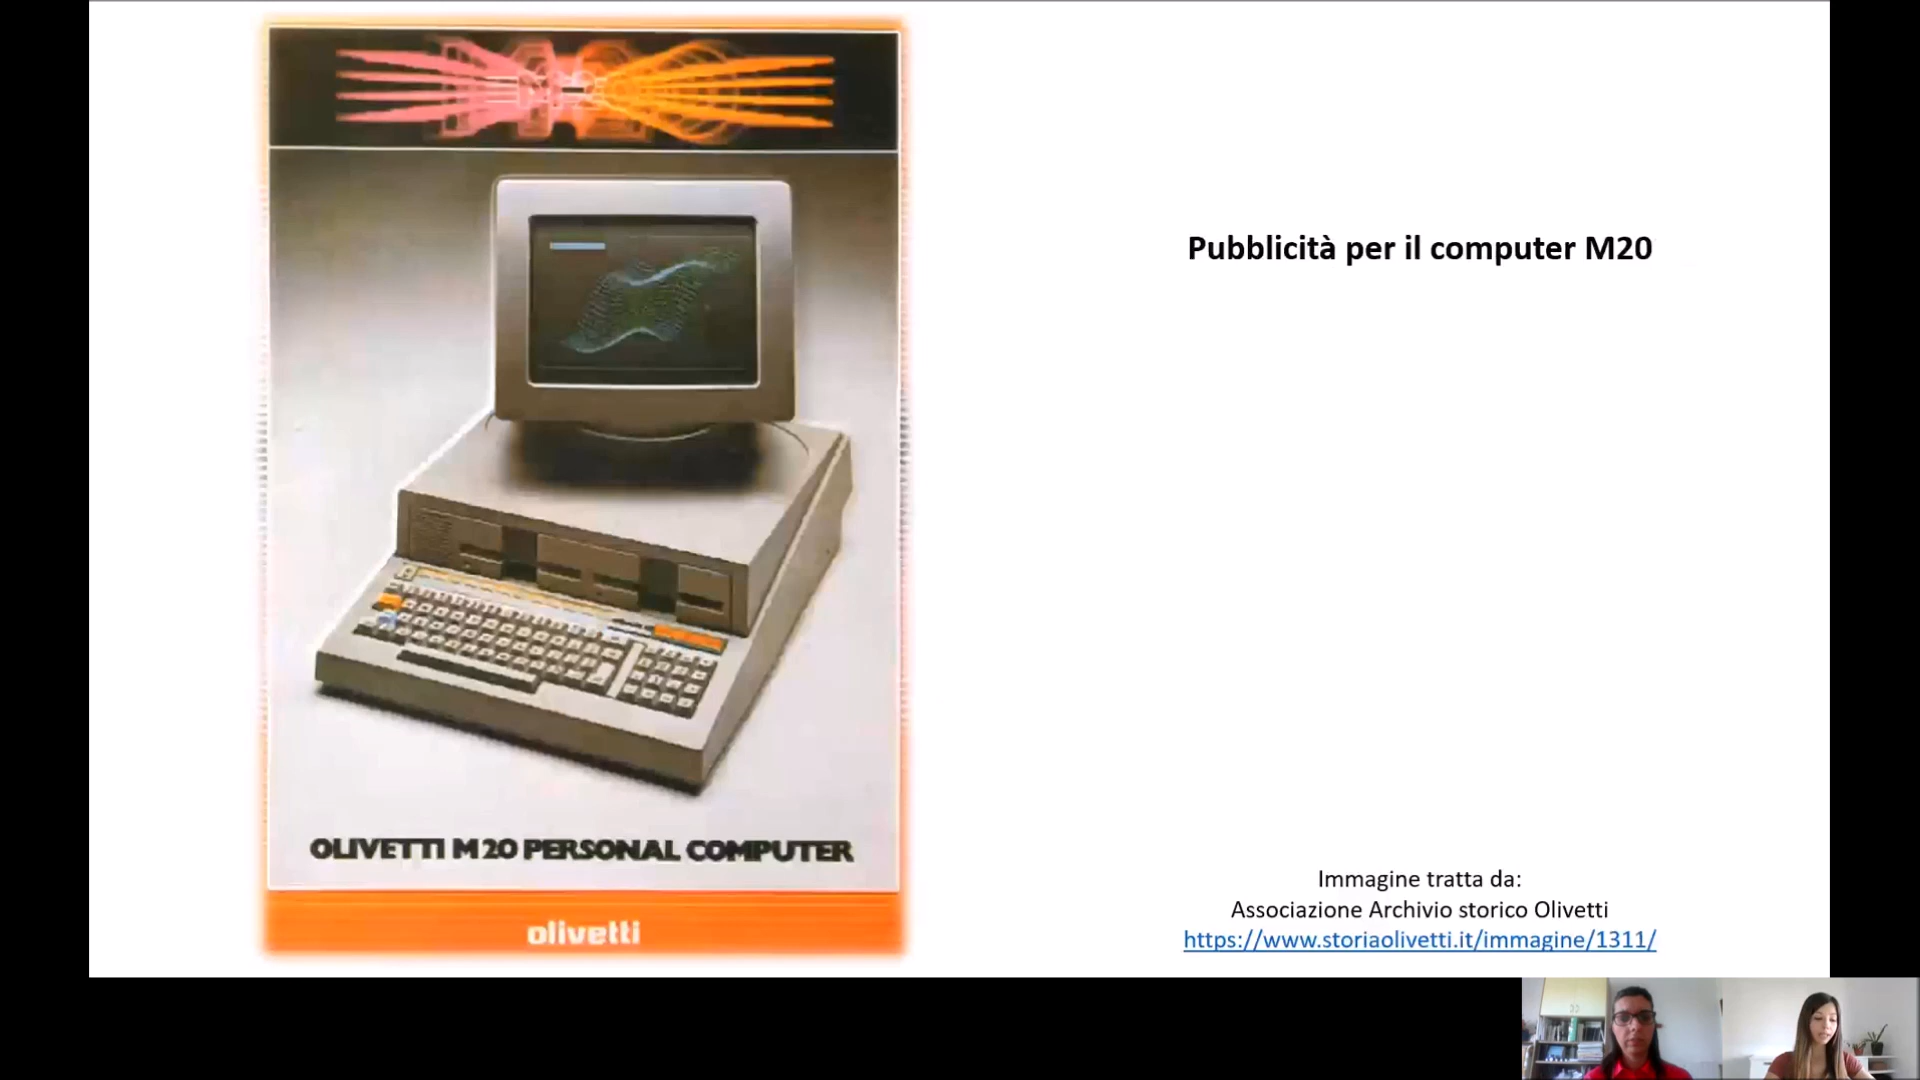 Pubblicità per il computer M20
OLIVETTI M20 PERSONAL COMPUTER
olivetti
Immagine tratta da:
Associazione Archivio storico Olivetti
https://www.storiaolivetti.it/immagine/1311/